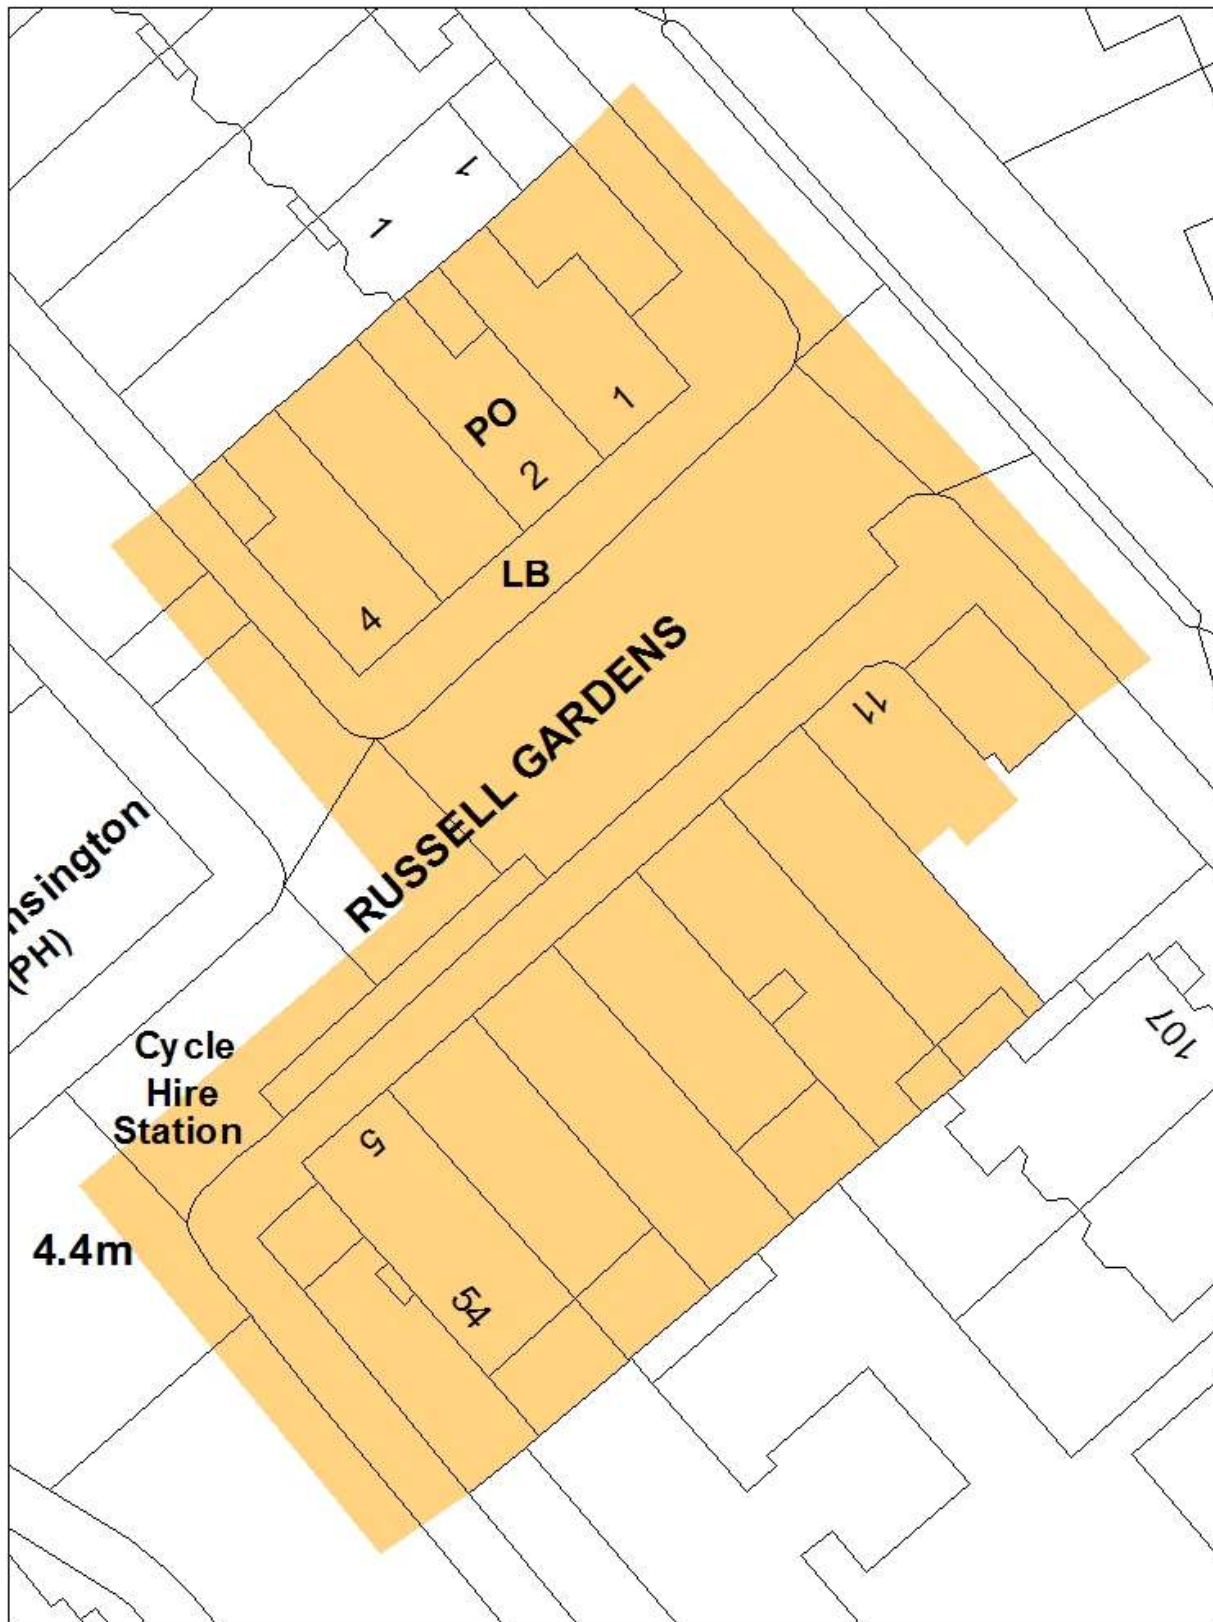 1
1
PO
1
2
LB
4
RUSSELL GARDENS
11
nsington
(PH)
Cycle
Hire
Station
107
5
4.4m
54